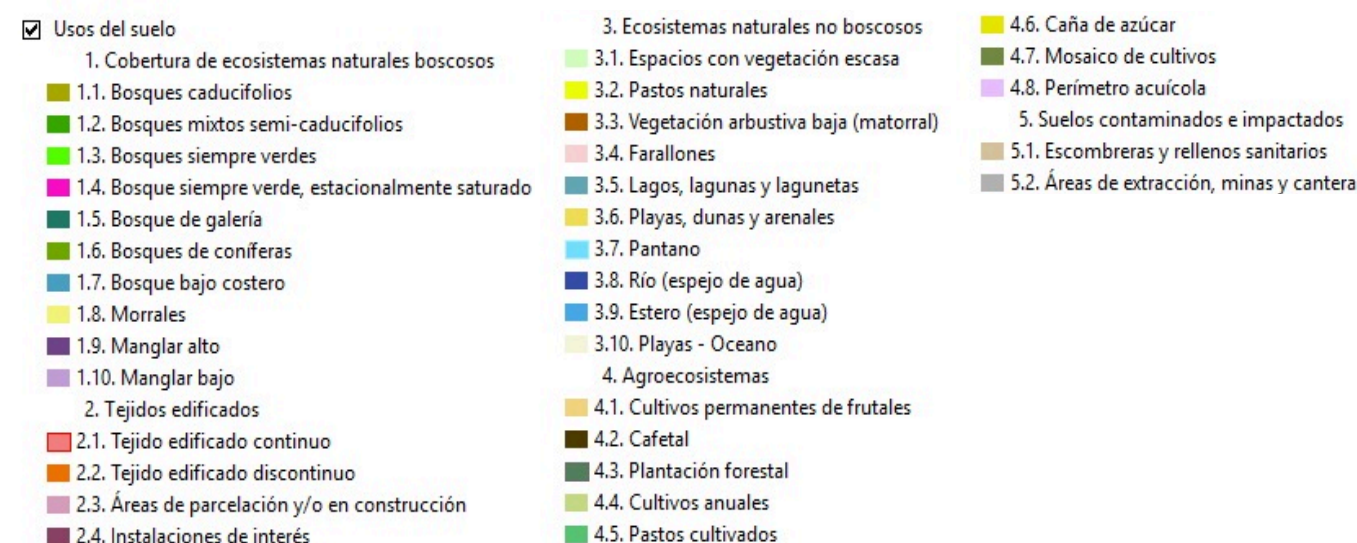 Usos del suelo
1. Cobertura de ecosistemas naturales boscosos
1.1. Bosques caducifolios
1.2. Bosques mixtos semi-caducifolios
1.3. Bosques siempre verdes
1.4. Bosque siempre verde, estacionalmente saturado
1.5. Bosque de galería
1.6. Bosques de coníferas
1.7. Bosque bajo costero
1.8. Morrales
1.9. Manglar alto
1.10. Manglar bajo
2. Tejidos edificados
2.1. Tejido edificado continuo
2.2. Tejido edificado discontinuo
2.3. Áreas de parcelación y/o en construcción
2.4. Instalaciones de interés
3. Ecosistemas naturales no boscosos
3.1. Espacios con vegetación escasa
3.2. Pastos naturales
3.3. Vegetación arbustiva baja (matorral)
3.4. Farallones
3.5. Lagos, lagunas y lagunetas
3.6. Playas, dunas y arenales
3.7. Pantano
3.8. Río (espejo de agua)
3.9. Estero (espejo de agua)
3.10. Playas - Oceano
4. Agroecosistemas
4.1. Cultivos permanentes de frutales
4.2. Cafetal
4.3. Plantación forestal
4.4. Cultivos anuales
4.5. Pastos cultivados
4.6. Caña de azúcar
4.7. Mosaico de cultivos
4.8. Perímetro acuícola
5. Suelos contaminados e impactados
5.1. Escombreras y rellenos sanitarios
5.2. Áreas de extracción, minas y cantera